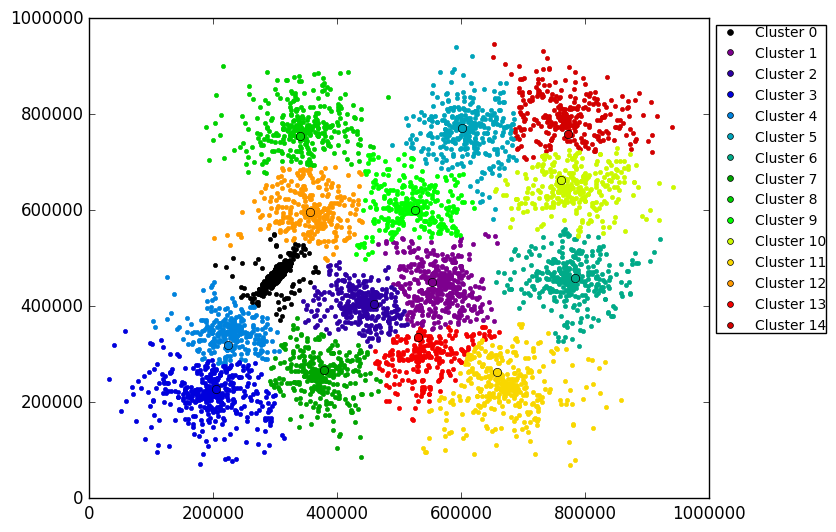 1000000
800000
600000
400000
200000
0
0
200000
400000
600000
800000
1000000
Cluster 0
Cluster 1
Cluster 2
Cluster 3
Cluster 4
Cluster 5
Cluster 6
Cluster 7
Cluster 8
Cluster 9
Cluster 10
Cluster 11
Cluster 12
Cluster 13
Cluster 14